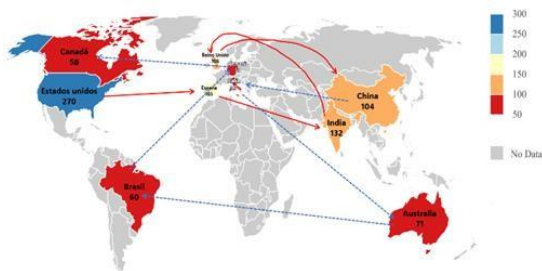 Canadá
58
Estados unidos
270
Reino Unido
España
China
104
India
132
Brasil
60
Australia
71
300
250
200
150
100
50
No Data